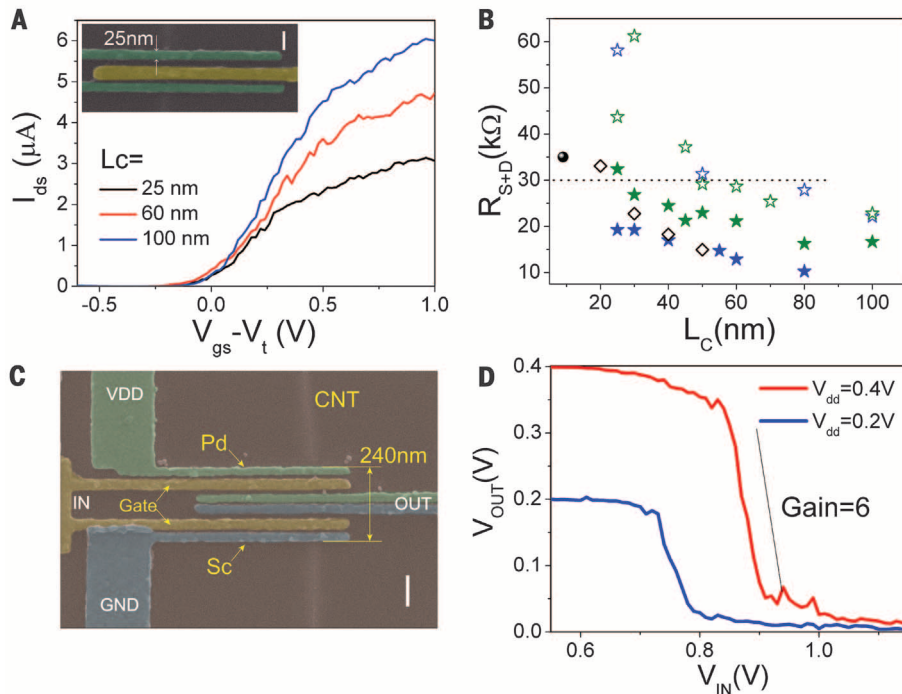 A
I_ds (μA)
6
5
4
3
2
1
0
25nm
Lc=
25 nm
60 nm
100 nm
-0.5
0.0
0.5
1.0
V_gs-V_t (V)
B
R_S+D(kΩ)
60
50
40
30
20
10
20
40
60
80
100
L_C(nm)
C
VDD
CNT
Pd
240nm
IN
Gate
OUT
Sc
GND
D
V_OUT(V)
0.4
0.3
0.2
0.1
0.0
V_dd=0.4V
V_dd=0.2V
Gain=6
0.6
0.8
1.0
V_IN(V)